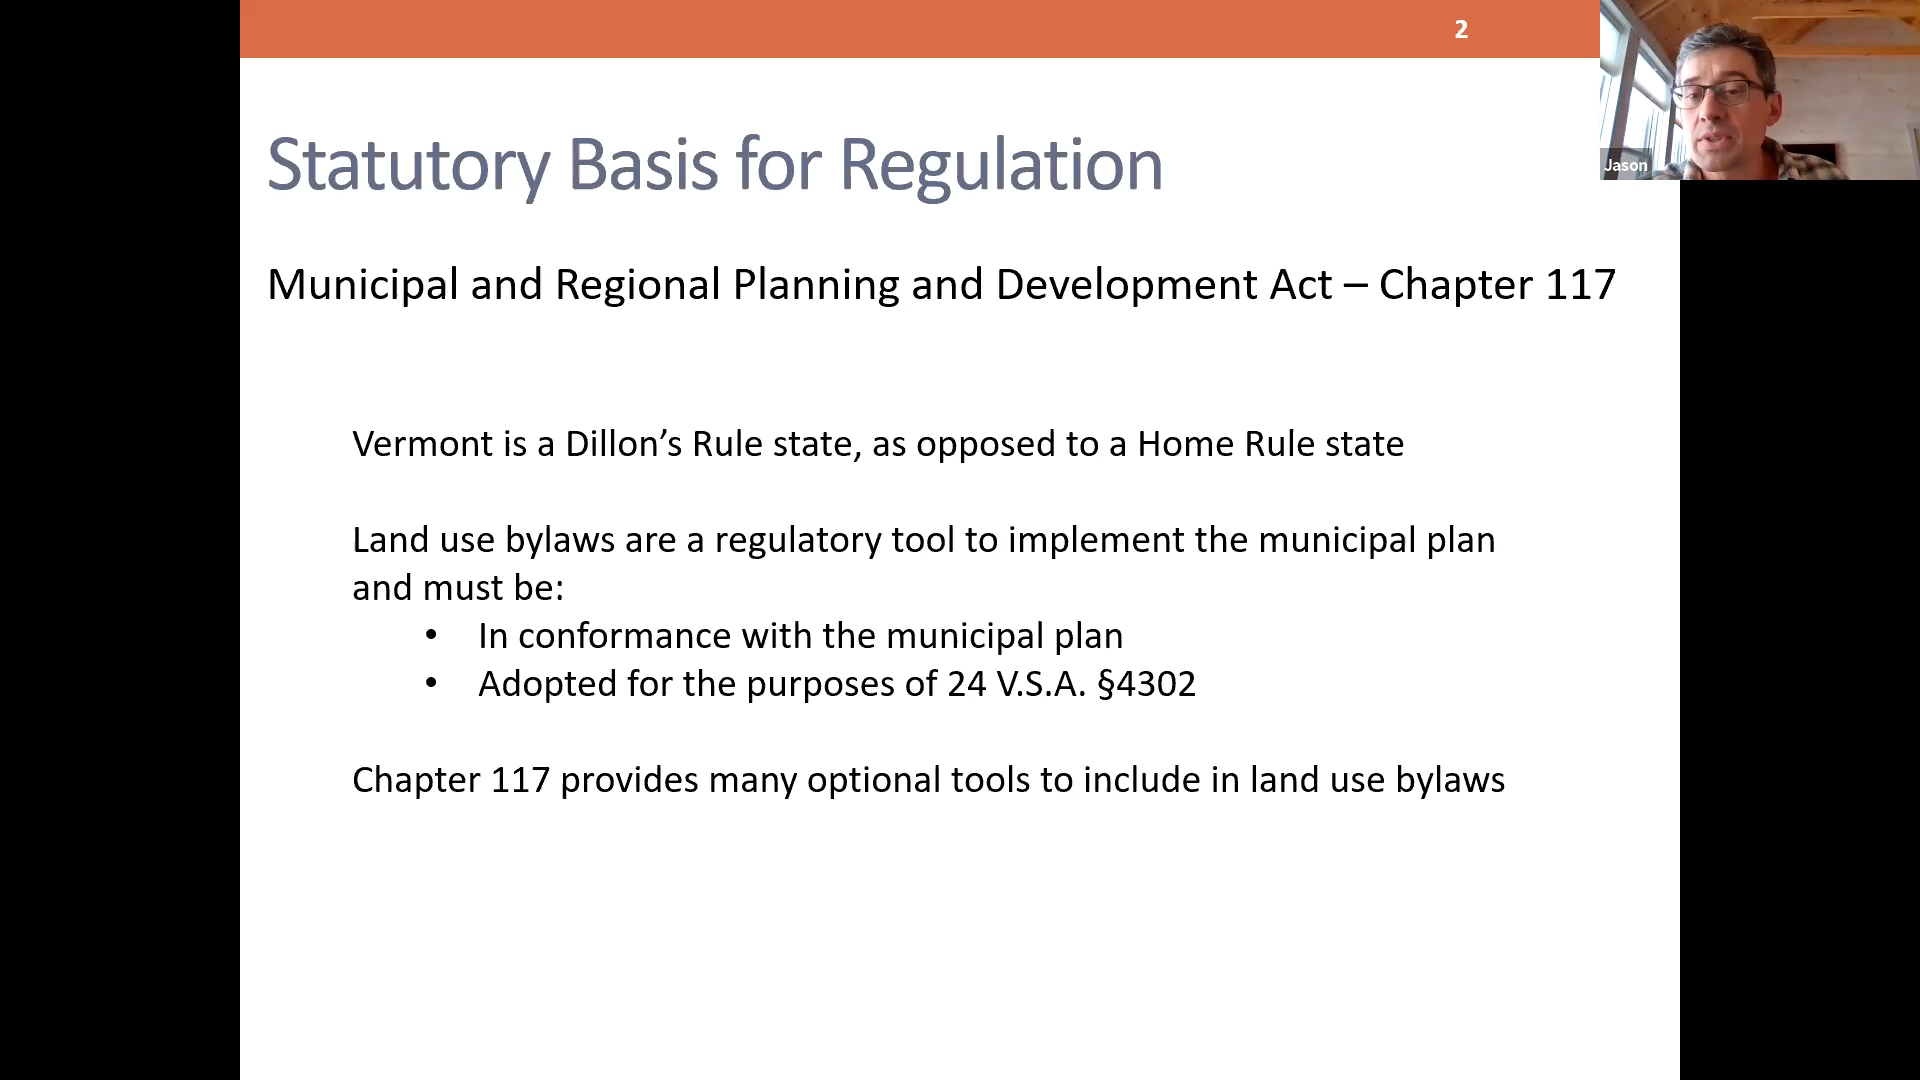 2
Jason
Statutory Basis for Regulation
Municipal and Regional Planning and Development Act – Chapter 117
Vermont is a Dillon’s Rule state, as opposed to a Home Rule state
Land use bylaws are a regulatory tool to implement the municipal plan
and must be:
• In conformance with the municipal plan
• Adopted for the purposes of 24 V.S.A. §4302
Chapter 117 provides many optional tools to include in land use bylaws